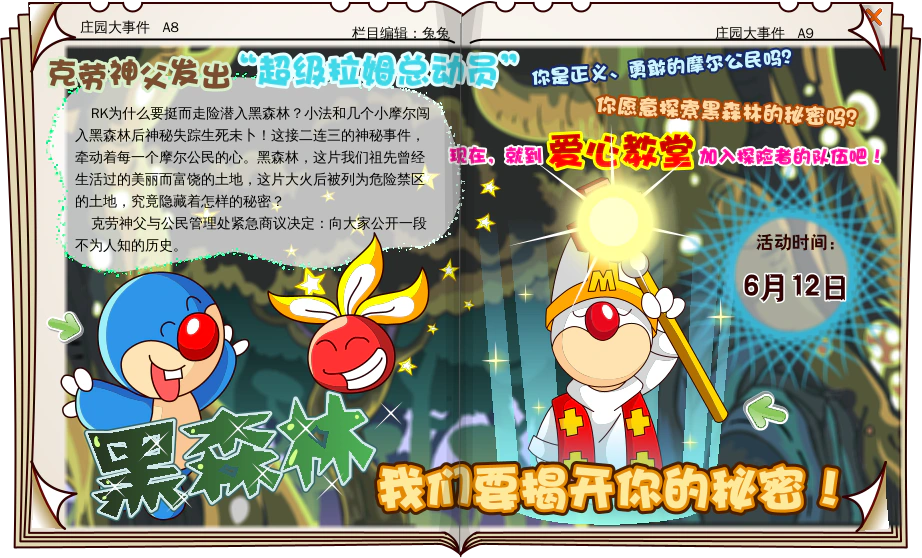 庄园大事件 A8
栏目编辑：兔兔
克劳神父发出“超级拉姆总动员”
RK为什么要挺而走险潜入黑森林？小法和几个小摩尔闯
入黑森林后神秘失踪生死未卜！这接二连三的神秘事件，
牵动着每一个摩尔公民的心。黑森林，这片我们祖先曾经
生活过的美丽而富饶的土地，这片大火后被列为危险禁区
的土地，究竟隐藏着怎样的秘密？
克劳神父与公民管理处紧急商议决定：向大家公开一段
不为人知的历史。
庄园大事件 A9
你是正义、勇敢的摩尔公民吗？
你愿意探索黑森林的秘密吗？
现在，就到 爱心教堂 加入探险者的队伍吧！
活动时间：
6月12日
M
黑森林
我们要揭开你的秘密！